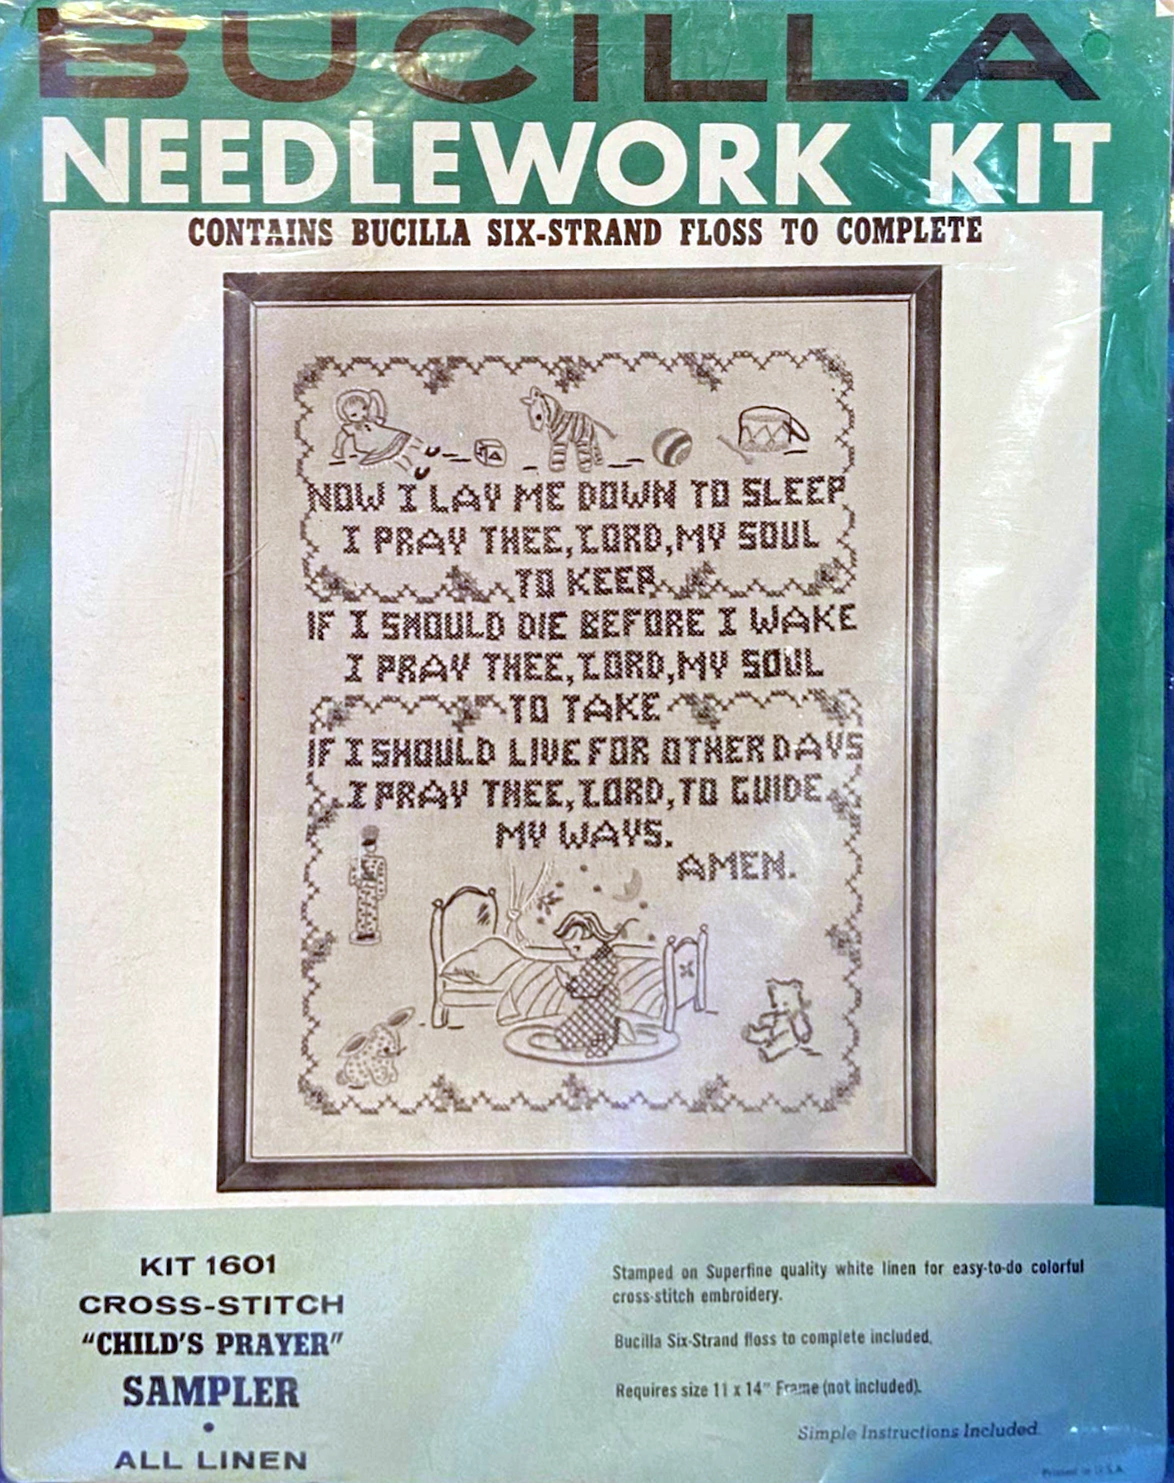 BUCILLA
NEEDLEWORK KIT
CONTAINS BUCILLA SIX-STRAND FLOSS TO COMPLETE
NOW I LAY ME DOWN TO SLEEP
I PRAY THEE, LORD, MY SOUL
TO KEEP
IF I SHOULD DIE BEFORE I WAKE
I PRAY THEE, LORD, MY SOUL
TO TAKE
IF I SHOULD LIVE FOR OTHER DAYS
I PRAY THEE, LORD, TO GUIDE
MY WAYS.
AMEN.
KIT 1601
CROSS-STITCH
"CHILD'S PRAYER"
SAMPLER
•
ALL LINEN
Stamped on Superfine quality white linen for easy-to-do colorful
cross-stitch embroidery.
Bucilla Six-Strand floss to complete included.
Requires size 11 x 14" Frame (not included).
Simple Instructions Included.
Printed in U.S.A.